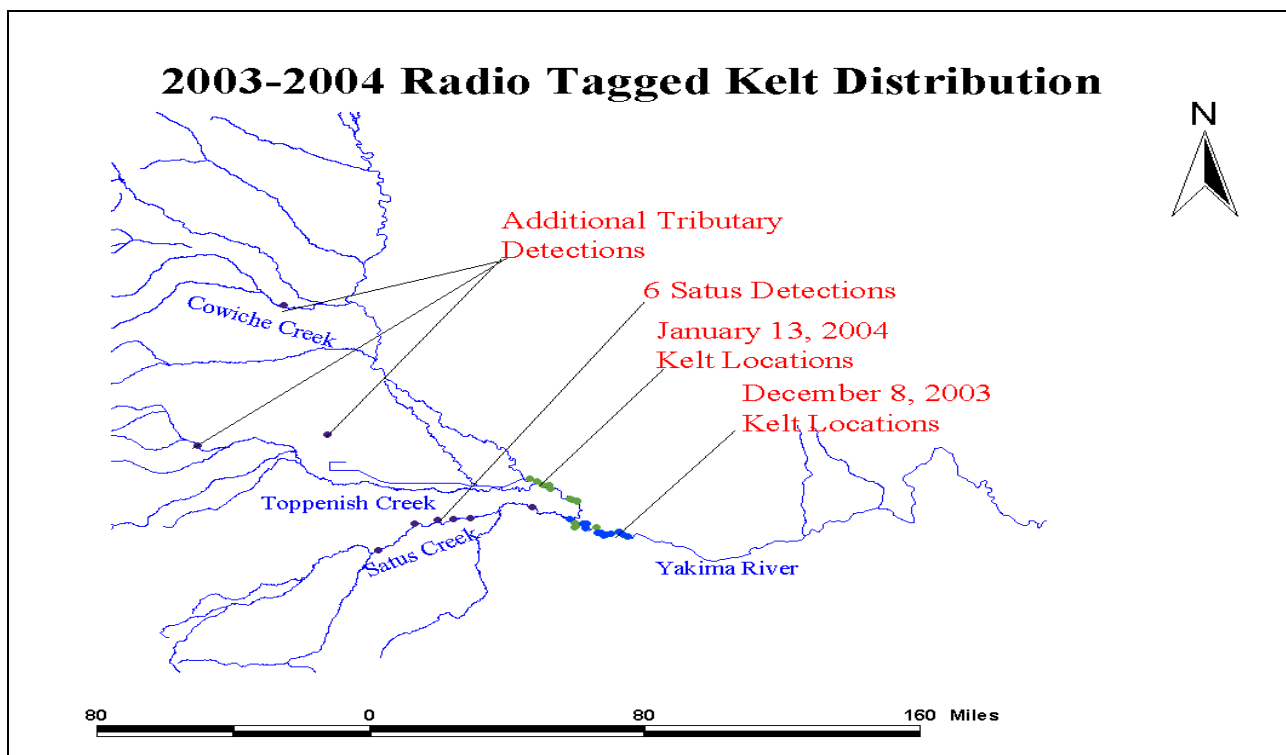 2003-2004 Radio Tagged Kelt Distribution
N
Additional Tributary
Detections
6 Satus Detections
January 13, 2004
Kelt Locations
December 8, 2003
Kelt Locations
Cowiche Creek
Toppenish Creek
Satus Creek
Yakima River
80 0 80 160 Miles